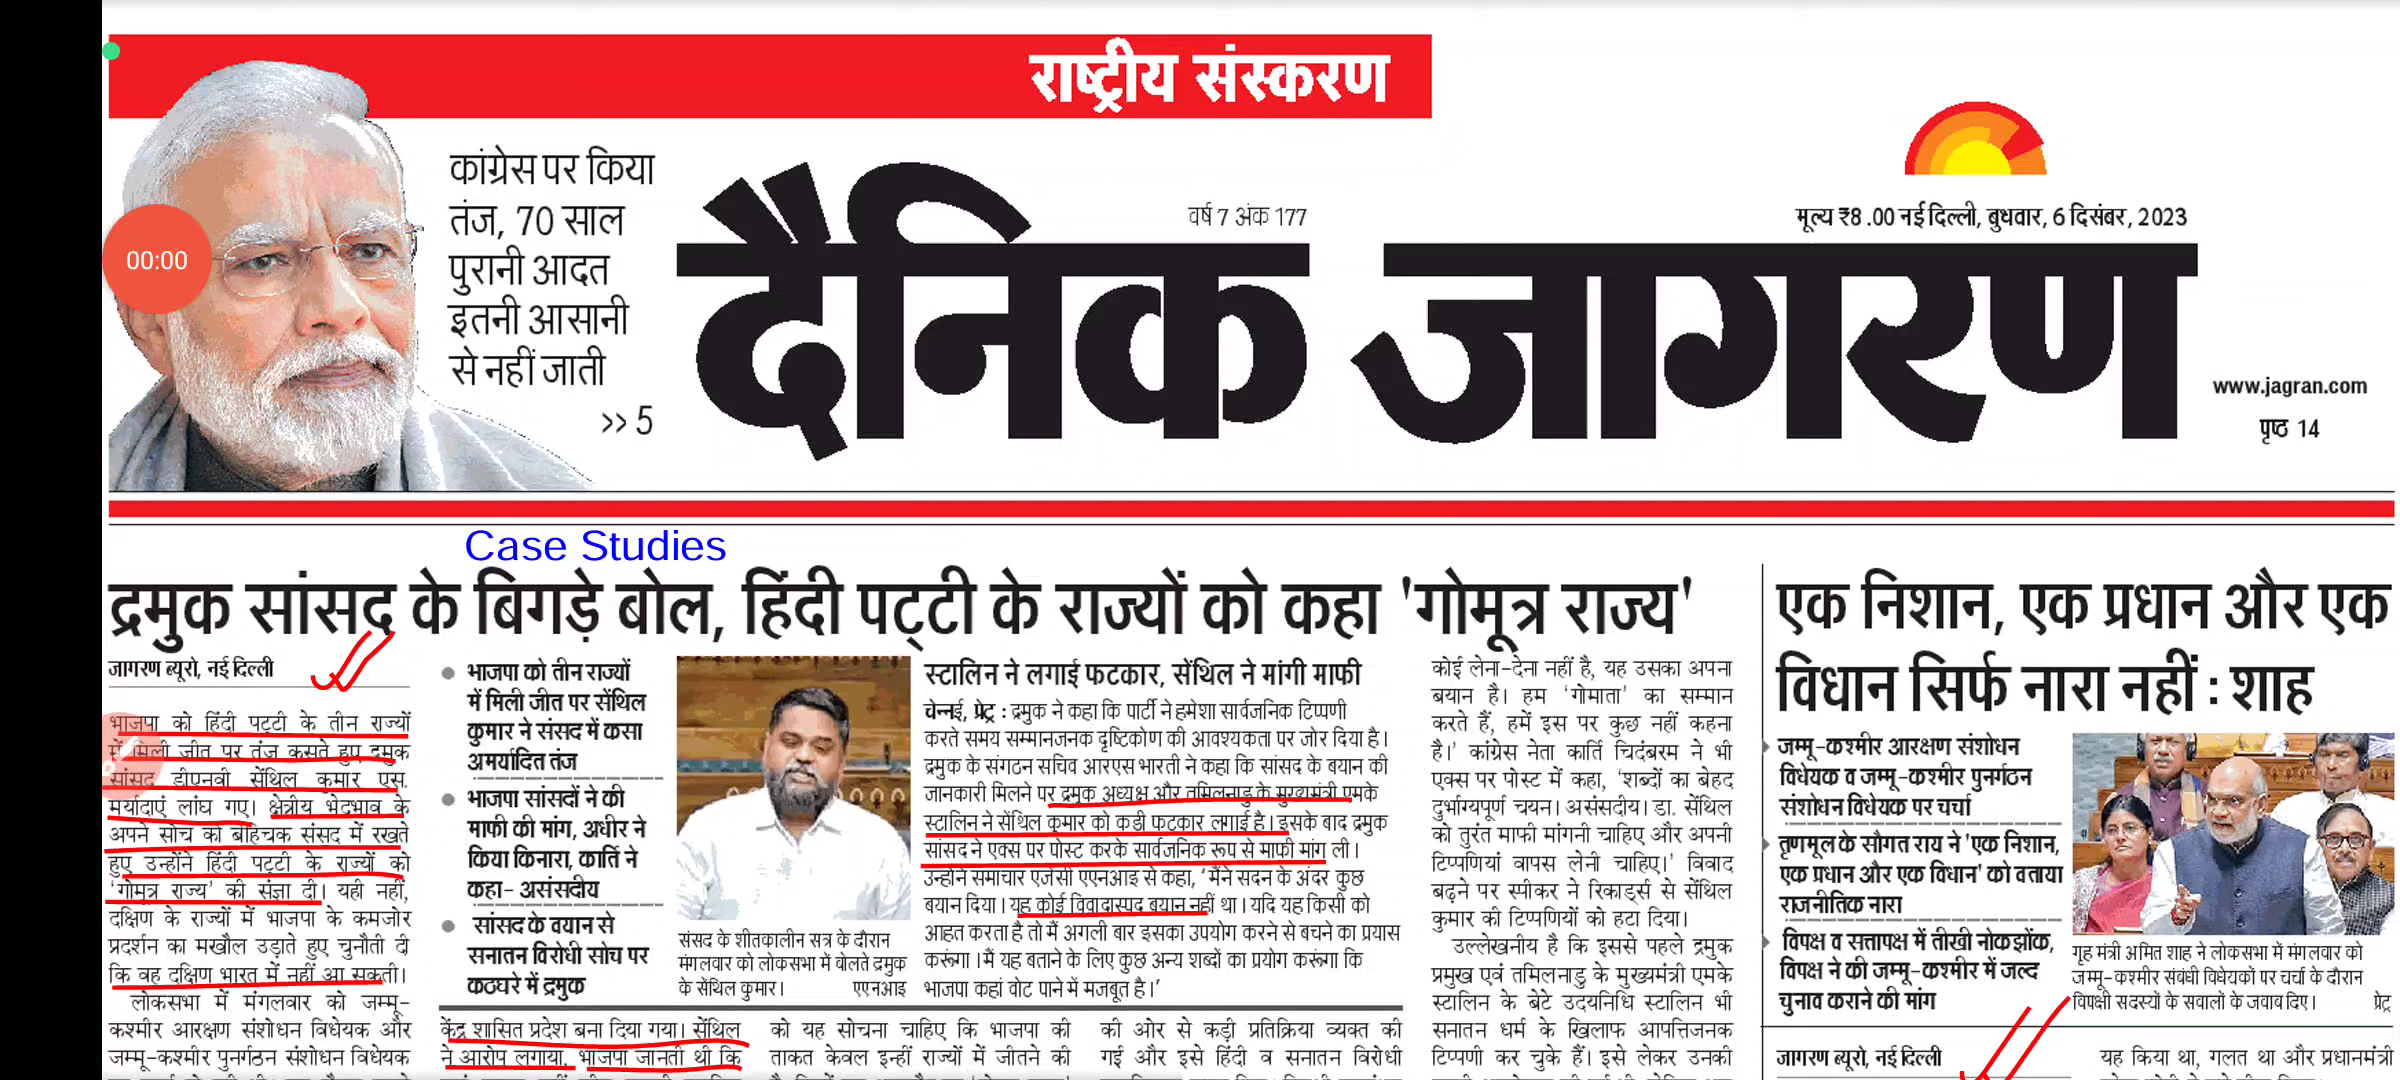 राष्ट्रीय संस्करण
00:00
कांग्रेस पर किया
तंज, 70 साल
पुरानी आदत
इतनी आसानी
से नहीं जाती
>> 5
वर्ष 7 अंक 177
मूल्य ₹8.00 नई दिल्ली, बुधवार, 6 दिसंबर, 2023
दैनिक जागरण
www.jagran.com
पृष्ठ 14
Case Studies
द्रमुक सांसद के बिगड़े बोल, हिंदी पट्टी के राज्यों को कहा 'गोमूत्र राज्य'
जागरण ब्यूरो, नई दिल्ली
भाजपा को हिंदी पट्टी के तीन राज्यों
में मिली जीत पर तंज कसते हुए द्रमुक
सांसद डीएनवी सेंथिल कुमार एस.
मर्यादाएं लांघ गए। क्षेत्रीय भेदभाव के
अपने सोच को बेहिचक संसद में रखते
हुए उन्होंने हिंदी पट्टी के राज्यों को
'गोमूत्र राज्य' की संज्ञा दी। यही नहीं,
दक्षिण के राज्यों में भाजपा के कमजोर
प्रदर्शन का मखौल उड़ाते हुए चुनौती दी
कि वह दक्षिण भारत में नहीं आ सकती।
लोकसभा में मंगलवार को जम्मू-
कश्मीर आरक्षण संशोधन विधेयक और
जम्मू-कश्मीर पुनर्गठन संशोधन विधेयक
भाजपा को तीन राज्यों
में मिली जीत पर सेंथिल
कुमार ने संसद में कसा
अमर्यादित तंज
भाजपा सांसदों ने की
माफी की मांग, अधीर ने
किया किनारा, कार्ति ने
कहा- असंसदीय
सांसद के वयान से
सनातन विरोधी सोच पर
कठघरे में द्रमुक
संसद के शीतकालीन सत्र के दौरान
मंगलवार को लोकसभा में बोलते द्रमुक
के सेंथिल कुमार। एएनआइ
स्टालिन ने लगाई फटकार, सेंथिल ने मांगी माफी
चेन्नई, प्रेट्र : द्रमुक ने कहा कि पार्टी ने हमेशा सार्वजनिक टिप्पणी
करते समय सम्मानजनक दृष्टिकोण की आवश्यकता पर जोर दिया है।
द्रमुक के संगठन सचिव आरएस भारती ने कहा कि सांसद के बयान की
जानकारी मिलने पर द्रमुक अध्यक्ष और तमिलनाडु के मुख्यमंत्री एमके
स्टालिन ने सेंथिल कुमार को कड़ी फटकार लगाई है। इसके बाद द्रमुक
सांसद ने एक्स पर पोस्ट करके सार्वजनिक रूप से माफी मांग ली।
उन्होंने समाचार एजेंसी एएनआइ से कहा, 'मैंने सदन के अंदर कुछ
बयान दिया। यह कोई विवादास्पद बयान नहीं था। यदि यह किसी को
आहत करता है तो मैं अगली बार इसका उपयोग करने से बचने का प्रयास
करूंगा। मैं यह बताने के लिए कुछ अन्य शब्दों का प्रयोग करूंगा कि
भाजपा कहां वोट पाने में मजबूत है।'
केंद्र शासित प्रदेश बना दिया गया। सेंथिल
ने आरोप लगाया, भाजपा जानती थी कि
को यह सोचना चाहिए कि भाजपा की
ताकत केवल इन्हीं राज्यों में जीतने की
की ओर से कड़ी प्रतिक्रिया व्यक्त की
गई और इसे हिंदी व सनातन विरोधी
कोई लेना-देना नहीं है, यह उसका अपना
बयान है। हम 'गोमाता' का सम्मान
करते हैं, हमें इस पर कुछ नहीं कहना
है।' कांग्रेस नेता कार्ति चिदंबरम ने भी
एक्स पर पोस्ट में कहा, 'शब्दों का बेहद
दुर्भाग्यपूर्ण चयन। असंसदीय। डा. सेंथिल
को तुरंत माफी मांगनी चाहिए और अपनी
टिप्पणियां वापस लेनी चाहिए।' विवाद
बढ़ने पर स्पीकर ने रिकार्ड्स से सेंथिल
कुमार की टिप्पणियों को हटा दिया।
उल्लेखनीय है कि इससे पहले द्रमुक
प्रमुख एवं तमिलनाडु के मुख्यमंत्री एमके
स्टालिन के बेटे उदयनिधि स्टालिन भी
सनातन धर्म के खिलाफ आपत्तिजनक
टिप्पणी कर चुके हैं। इसे लेकर उनकी
एक निशान, एक प्रधान और एक
विधान सिर्फ नारा नहीं : शाह
जम्मू-कश्मीर आरक्षण संशोधन
विधेयक व जम्मू-कश्मीर पुनर्गठन
संशोधन विधेयक पर चर्चा
तृणमूल के सौगत राय ने 'एक निशान,
एक प्रधान और एक विधान' को वताया
राजनीतिक नारा
विपक्ष व सत्तापक्ष में तीखी नोकझोंक,
विपक्ष ने की जम्मू-कश्मीर में जल्द
चुनाव कराने की मांग
गृह मंत्री अमित शाह ने लोकसभा में मंगलवार को
जम्मू-कश्मीर संबंधी विधेयकों पर चर्चा के दौरान
विपक्षी सदस्यों के सवालों के जवाब दिए। प्रेट्र
जागरण ब्यूरो, नई दिल्ली
यह किया था, गलत था और प्रधानमंत्री